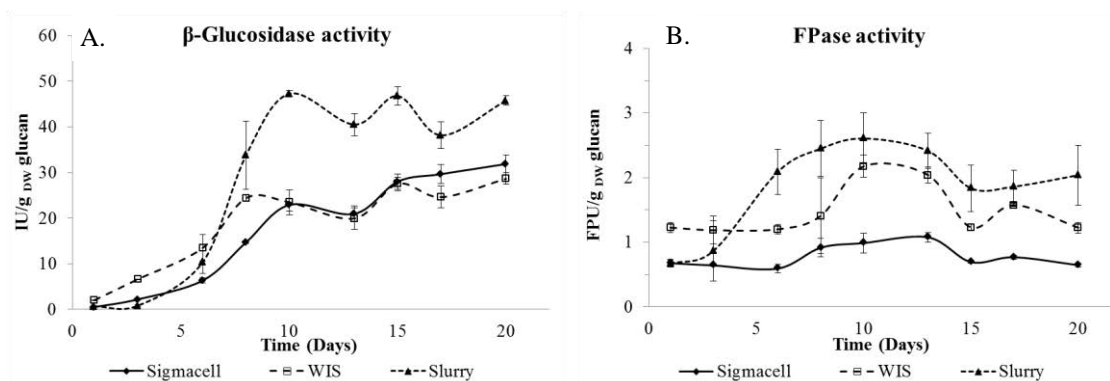 A.
β-Glucosidase activity
60
50
40
30
20
10
0
IU/g DW glucan
0
5
10
15
20
Time (Days)
Sigmacell
WIS
Slurry
B.
FPase activity
4
3
2
1
0
FPU/g DW glucan
0
5
10
15
20
Time (Days)
Sigmacell
WIS
Slurry